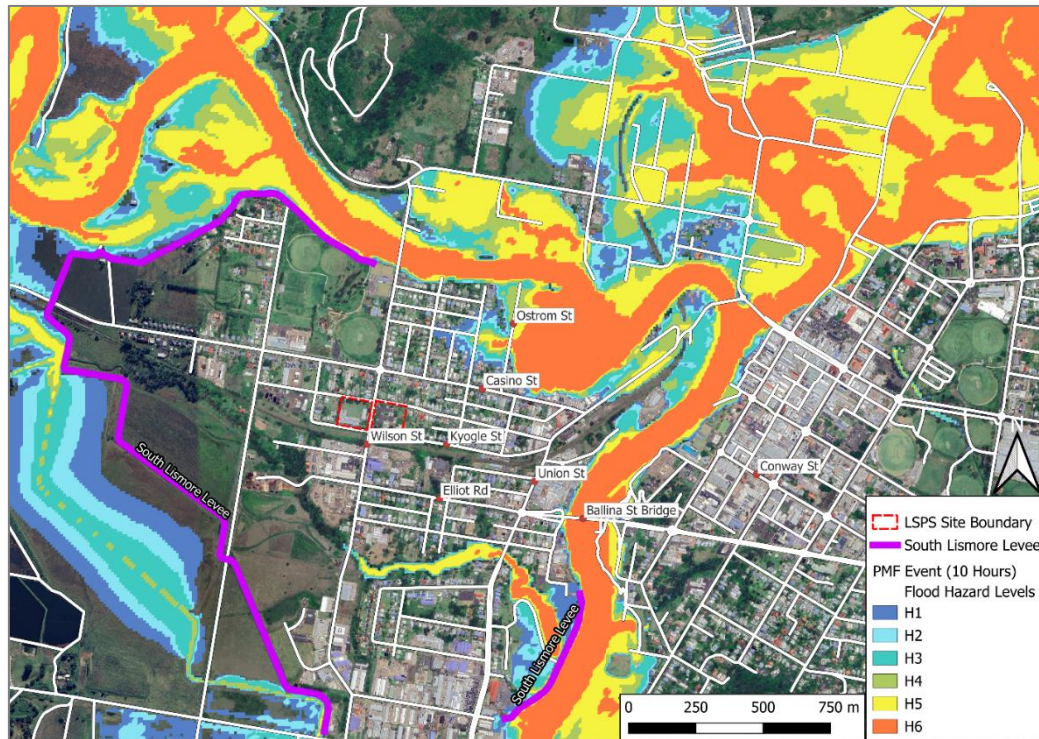 Ostrom St
Casino St
Wilson St
Kyogle St
Union St
Elliot Rd
Conway St
Ballina St Bridge
South Lismore Levee
South Lismore Levee
N
LSPS Site Boundary
South Lismore Levee
PMF Event (10 Hours)
Flood Hazard Levels
H1
H2
H3
H4
H5
H6
0 250 500 750 m